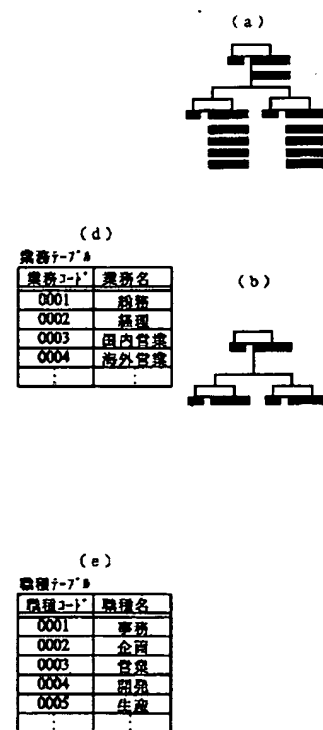 (a)
(d)
業務テーブル
業務コード 業務名
0001 総務
0002 経理
0003 国内営業
0004 海外営業
: :
(b)
(e)
職種テーブル
職種コード 職種名
0001 事務
0002 企画
0003 営業
0004 開発
0005 生産
: :